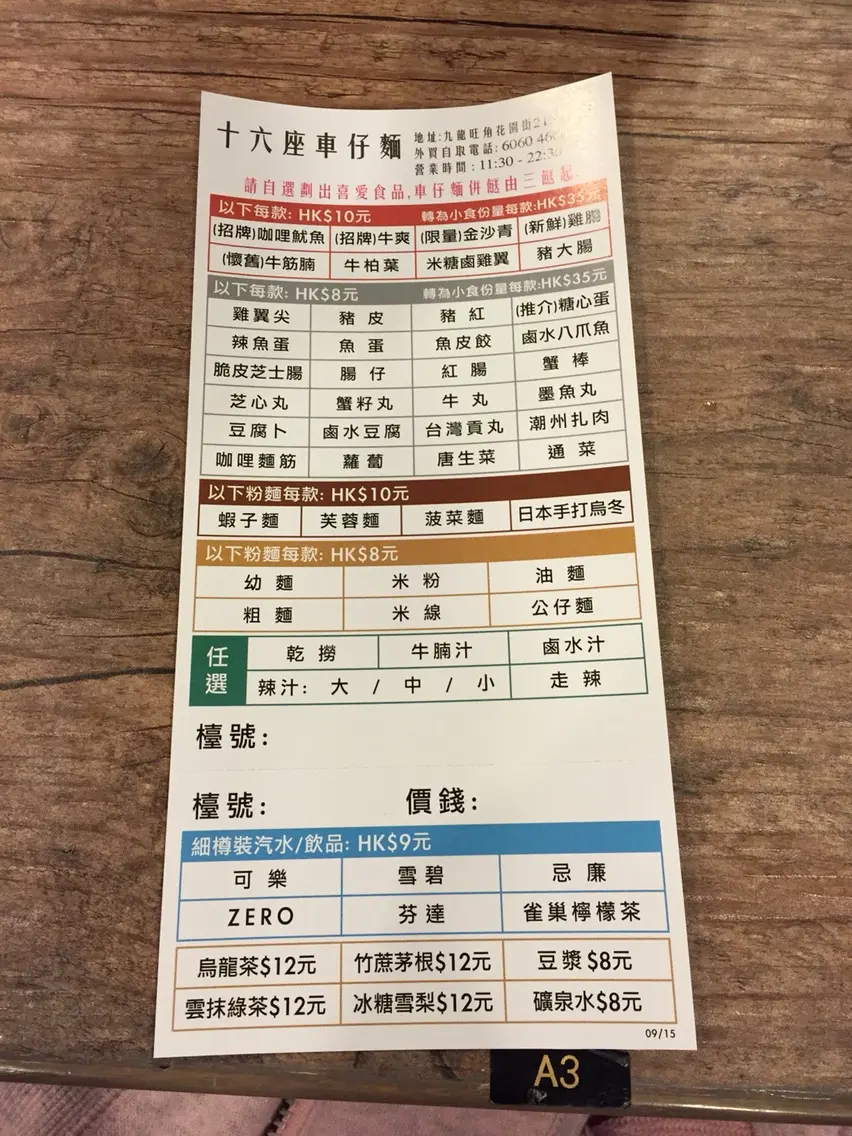 十六座車仔麵
地址:九龍旺角花園街
外買自取電話: 6060
營業時間: 11:30 -
請自選劃出喜愛食品,車仔麵併餸由三餸起
以下每款: HK$10元 轉為小食份量每款:HK$35元
(招牌)咖哩魷魚 (招牌)牛爽 (限量)金沙青 (新鮮)雞腸
(懷舊)牛筋腩 牛柏葉 米糖鹵雞翼 豬大腸
以下每款: HK$8元 轉為小食份量每款:HK$35元
雞翼尖 豬皮 豬紅 (推介)糖心蛋
辣魚蛋 魚蛋 魚皮餃 鹵水八爪魚
脆皮芝士腸 腸仔 紅腸 蟹棒
芝心丸 蟹籽丸 牛丸 墨魚丸
豆腐卜 鹵水豆腐 台灣貢丸 潮州扎肉
咖哩麵筋 蘿蔔 唐生菜 通菜
以下粉麵每款: HK$10元
蝦子麵 芙蓉麵 菠菜麵 日本手打烏冬
以下粉麵每款: HK$8元
幼麵 米粉 油麵
粗麵 米線 公仔麵
任選 乾撈 牛腩汁 鹵水汁
辣汁: 大 / 中 / 小 走辣
檯號:
檯號: 價錢:
細樽裝汽水/飲品: HK$9元
可樂 雪碧 忌廉
ZERO 芬達 雀巢檸檬茶
烏龍茶$12元 竹蔗茅根$12元 豆漿$8元
雲抹綠茶$12元 冰糖雪梨$12元 礦泉水$8元
09/15
A3